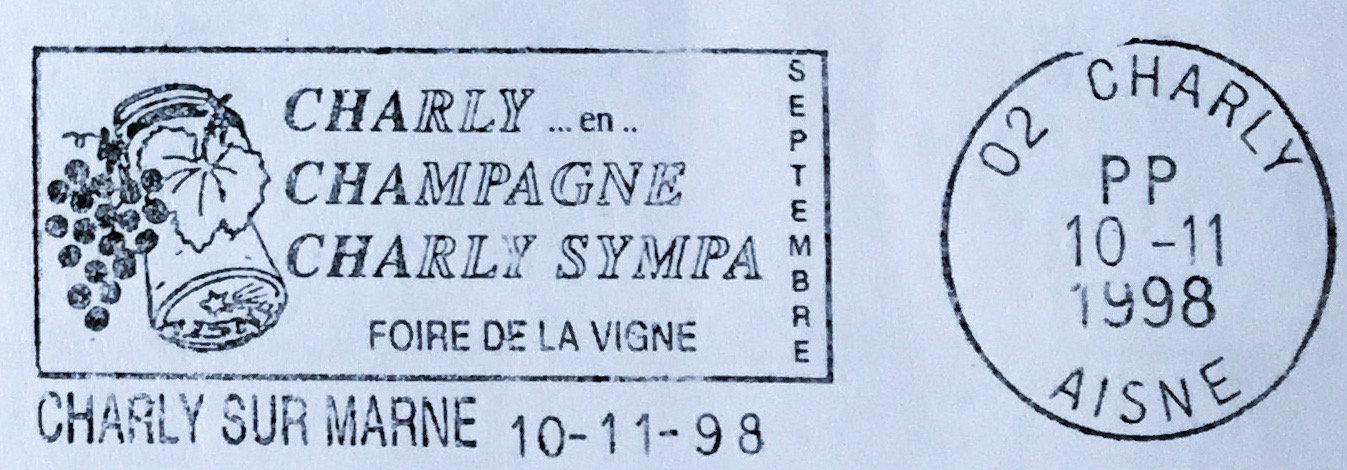 CHARLY ... en ..
CHAMPAGNE
CHARLY SYMPA
FOIRE DE LA VIGNE
SEPTEMBRE
CHARLY SUR MARNE 10-11-98
02 CHARLY
PP
10-11
1998
AISNE